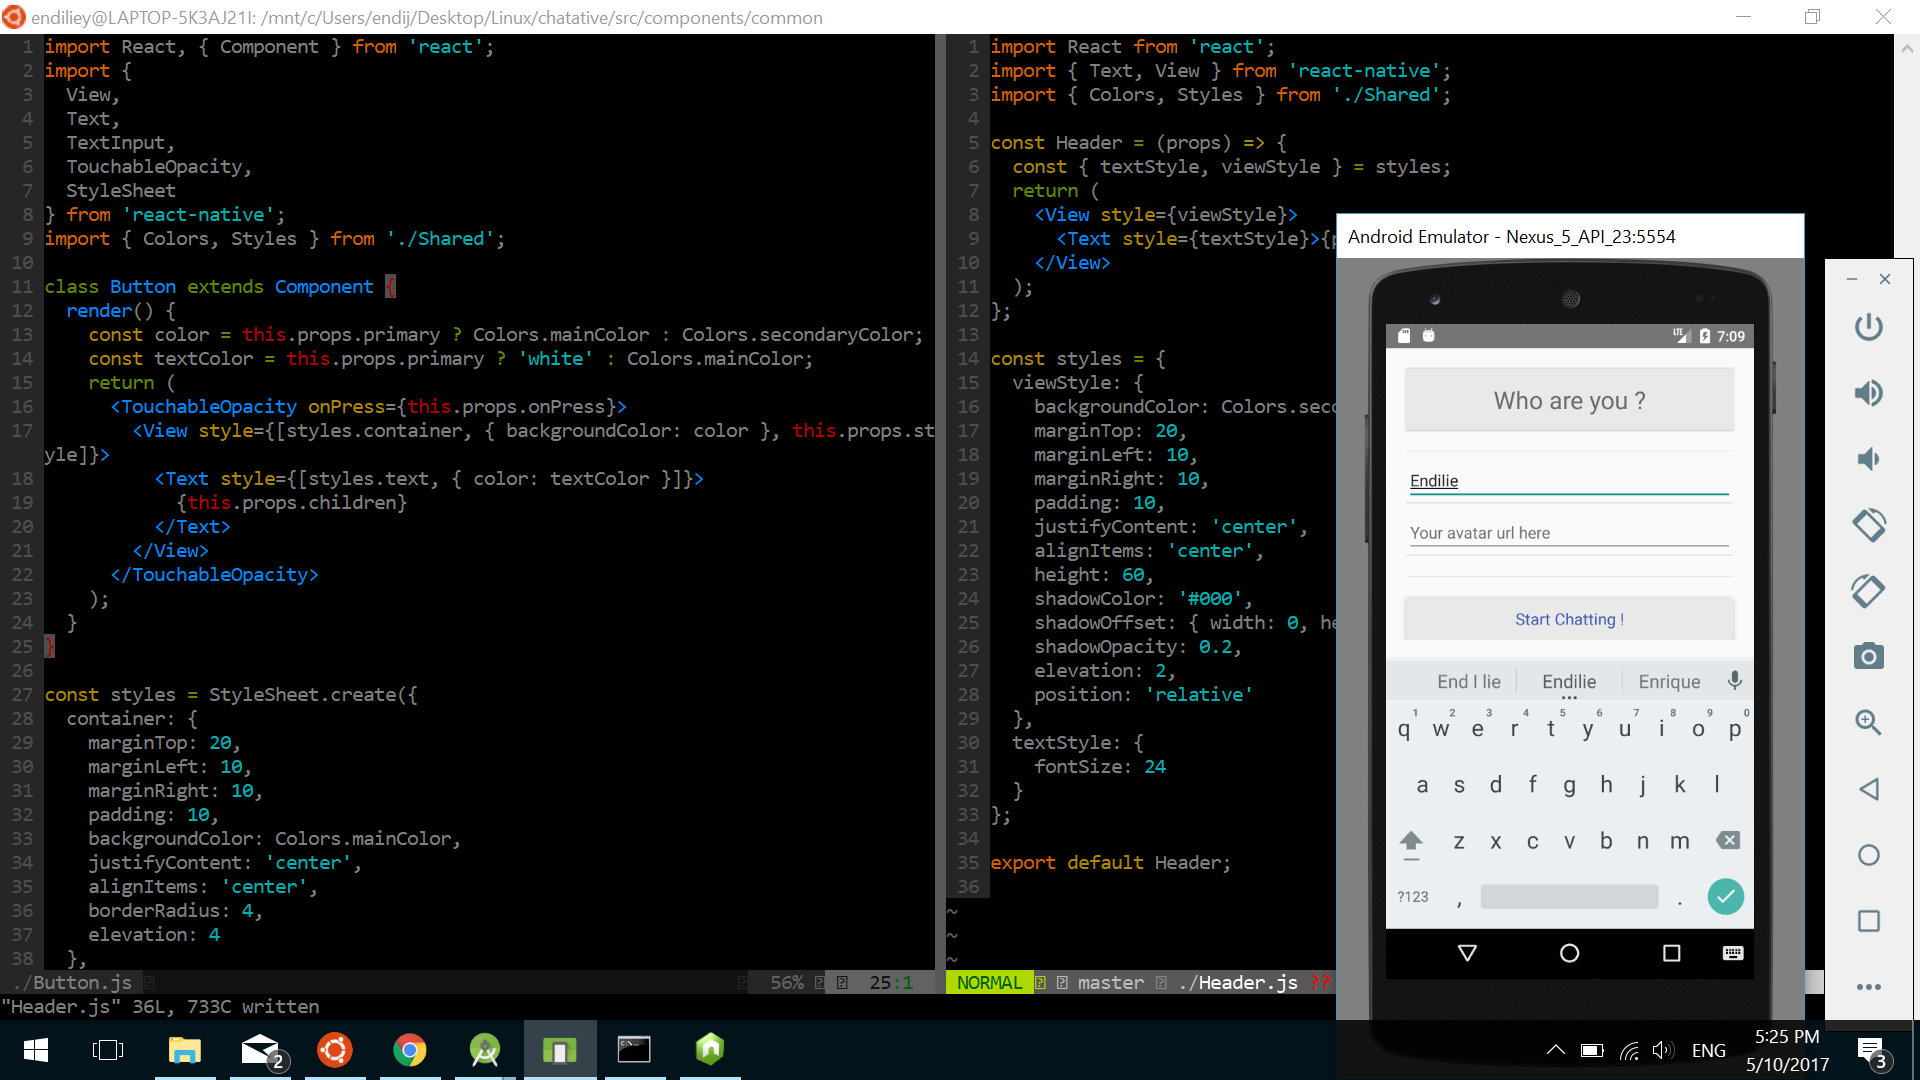 endiliey@LAPTOP-5K3AJ21I: /mnt/c/Users/endij/Desktop/Linux/chatative/src/components/common
1 import React, { Component } from 'react';
2 import {
3   View,
4   Text,
5   TextInput,
6   TouchableOpacity,
7   StyleSheet
8 } from 'react-native';
9 import { Colors, Styles } from './Shared';
10
11 class Button extends Component {
12   render() {
13     const color = this.props.primary ? Colors.mainColor : Colors.secondaryColor;
14     const textColor = this.props.primary ? 'white' : Colors.mainColor;
15     return (
16       <TouchableOpacity onPress={this.props.onPress}>
17         <View style={[styles.container, { backgroundColor: color }, this.props.st
yle]}>
18           <Text style={[styles.text, { color: textColor }]}>
19             {this.props.children}
20           </Text>
21         </View>
22       </TouchableOpacity>
23     );
24   }
25 }
26
27 const styles = StyleSheet.create({
28   container: {
29     marginTop: 20,
30     marginLeft: 10,
31     marginRight: 10,
32     padding: 10,
33     backgroundColor: Colors.mainColor,
34     justifyContent: 'center',
35     alignItems: 'center',
36     borderRadius: 4,
37     elevation: 4
38   },
./Button.js 56% 25:1
"Header.js" 36L, 733C written
1 import React from 'react';
2 import { Text, View } from 'react-native';
3 import { Colors, Styles } from './Shared';
4
5 const Header = (props) => {
6   const { textStyle, viewStyle } = styles;
7   return (
8     <View style={viewStyle}>
9       <Text style={textStyle}>{
10     </View>
11   );
12 };
13
14 const styles = {
15   viewStyle: {
16     backgroundColor: Colors.sec
17     marginTop: 20,
18     marginLeft: 10,
19     marginRight: 10,
20     padding: 10,
21     justifyContent: 'center',
22     alignItems: 'center',
23     height: 60,
24     shadowColor: '#000',
25     shadowOffset: { width: 0, he
26     shadowOpacity: 0.2,
27     elevation: 2,
28     position: 'relative'
29   },
30   textStyle: {
31     fontSize: 24
32   }
33 };
34
35 export default Header;
36
~
~
~
NORMAL master ./Header.js ??
Android Emulator - Nexus_5_API_23:5554
LTE 7:09
Who are you ?
Endilie
Your avatar url here
Start Chatting !
End I lie Endilie Enrique
1 2 3 4 5 6 7 8 9 0
q w e r t y u i o p
a s d f g h j k l
z x c v b n m
?123 , .
2
ENG
5:25 PM
5/10/2017
3